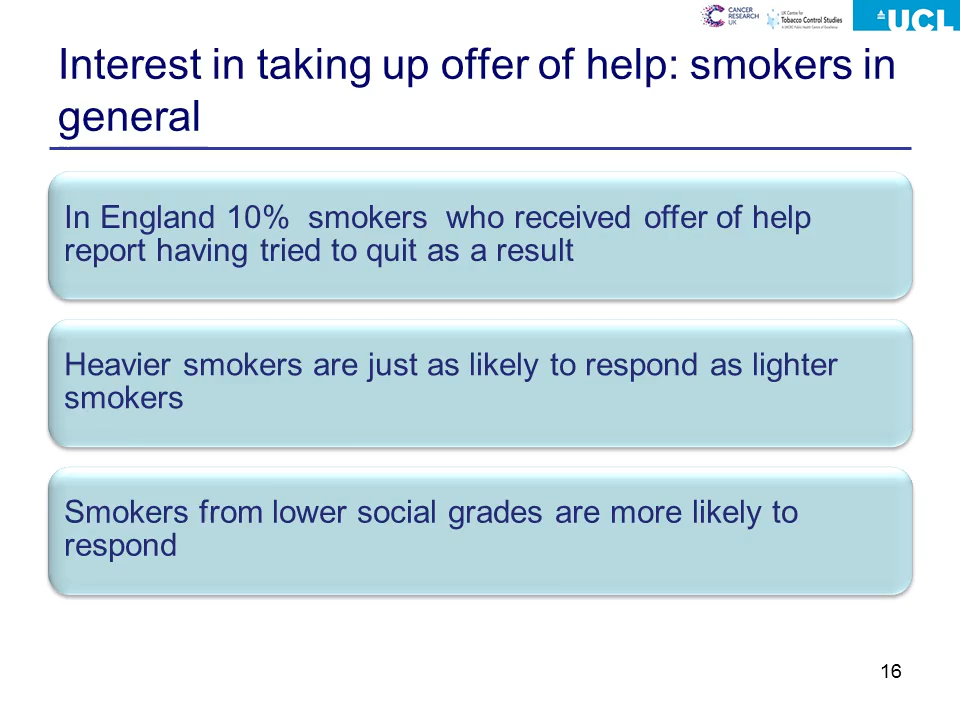 CANCER
RESEARCH
UK
UK Centre for
Tobacco Control Studies
UCL
Interest in taking up offer of help: smokers in
general
In England 10%  smokers  who received offer of help
report having tried to quit as a result
Heavier smokers are just as likely to respond as lighter
smokers
Smokers from lower social grades are more likely to
respond
16